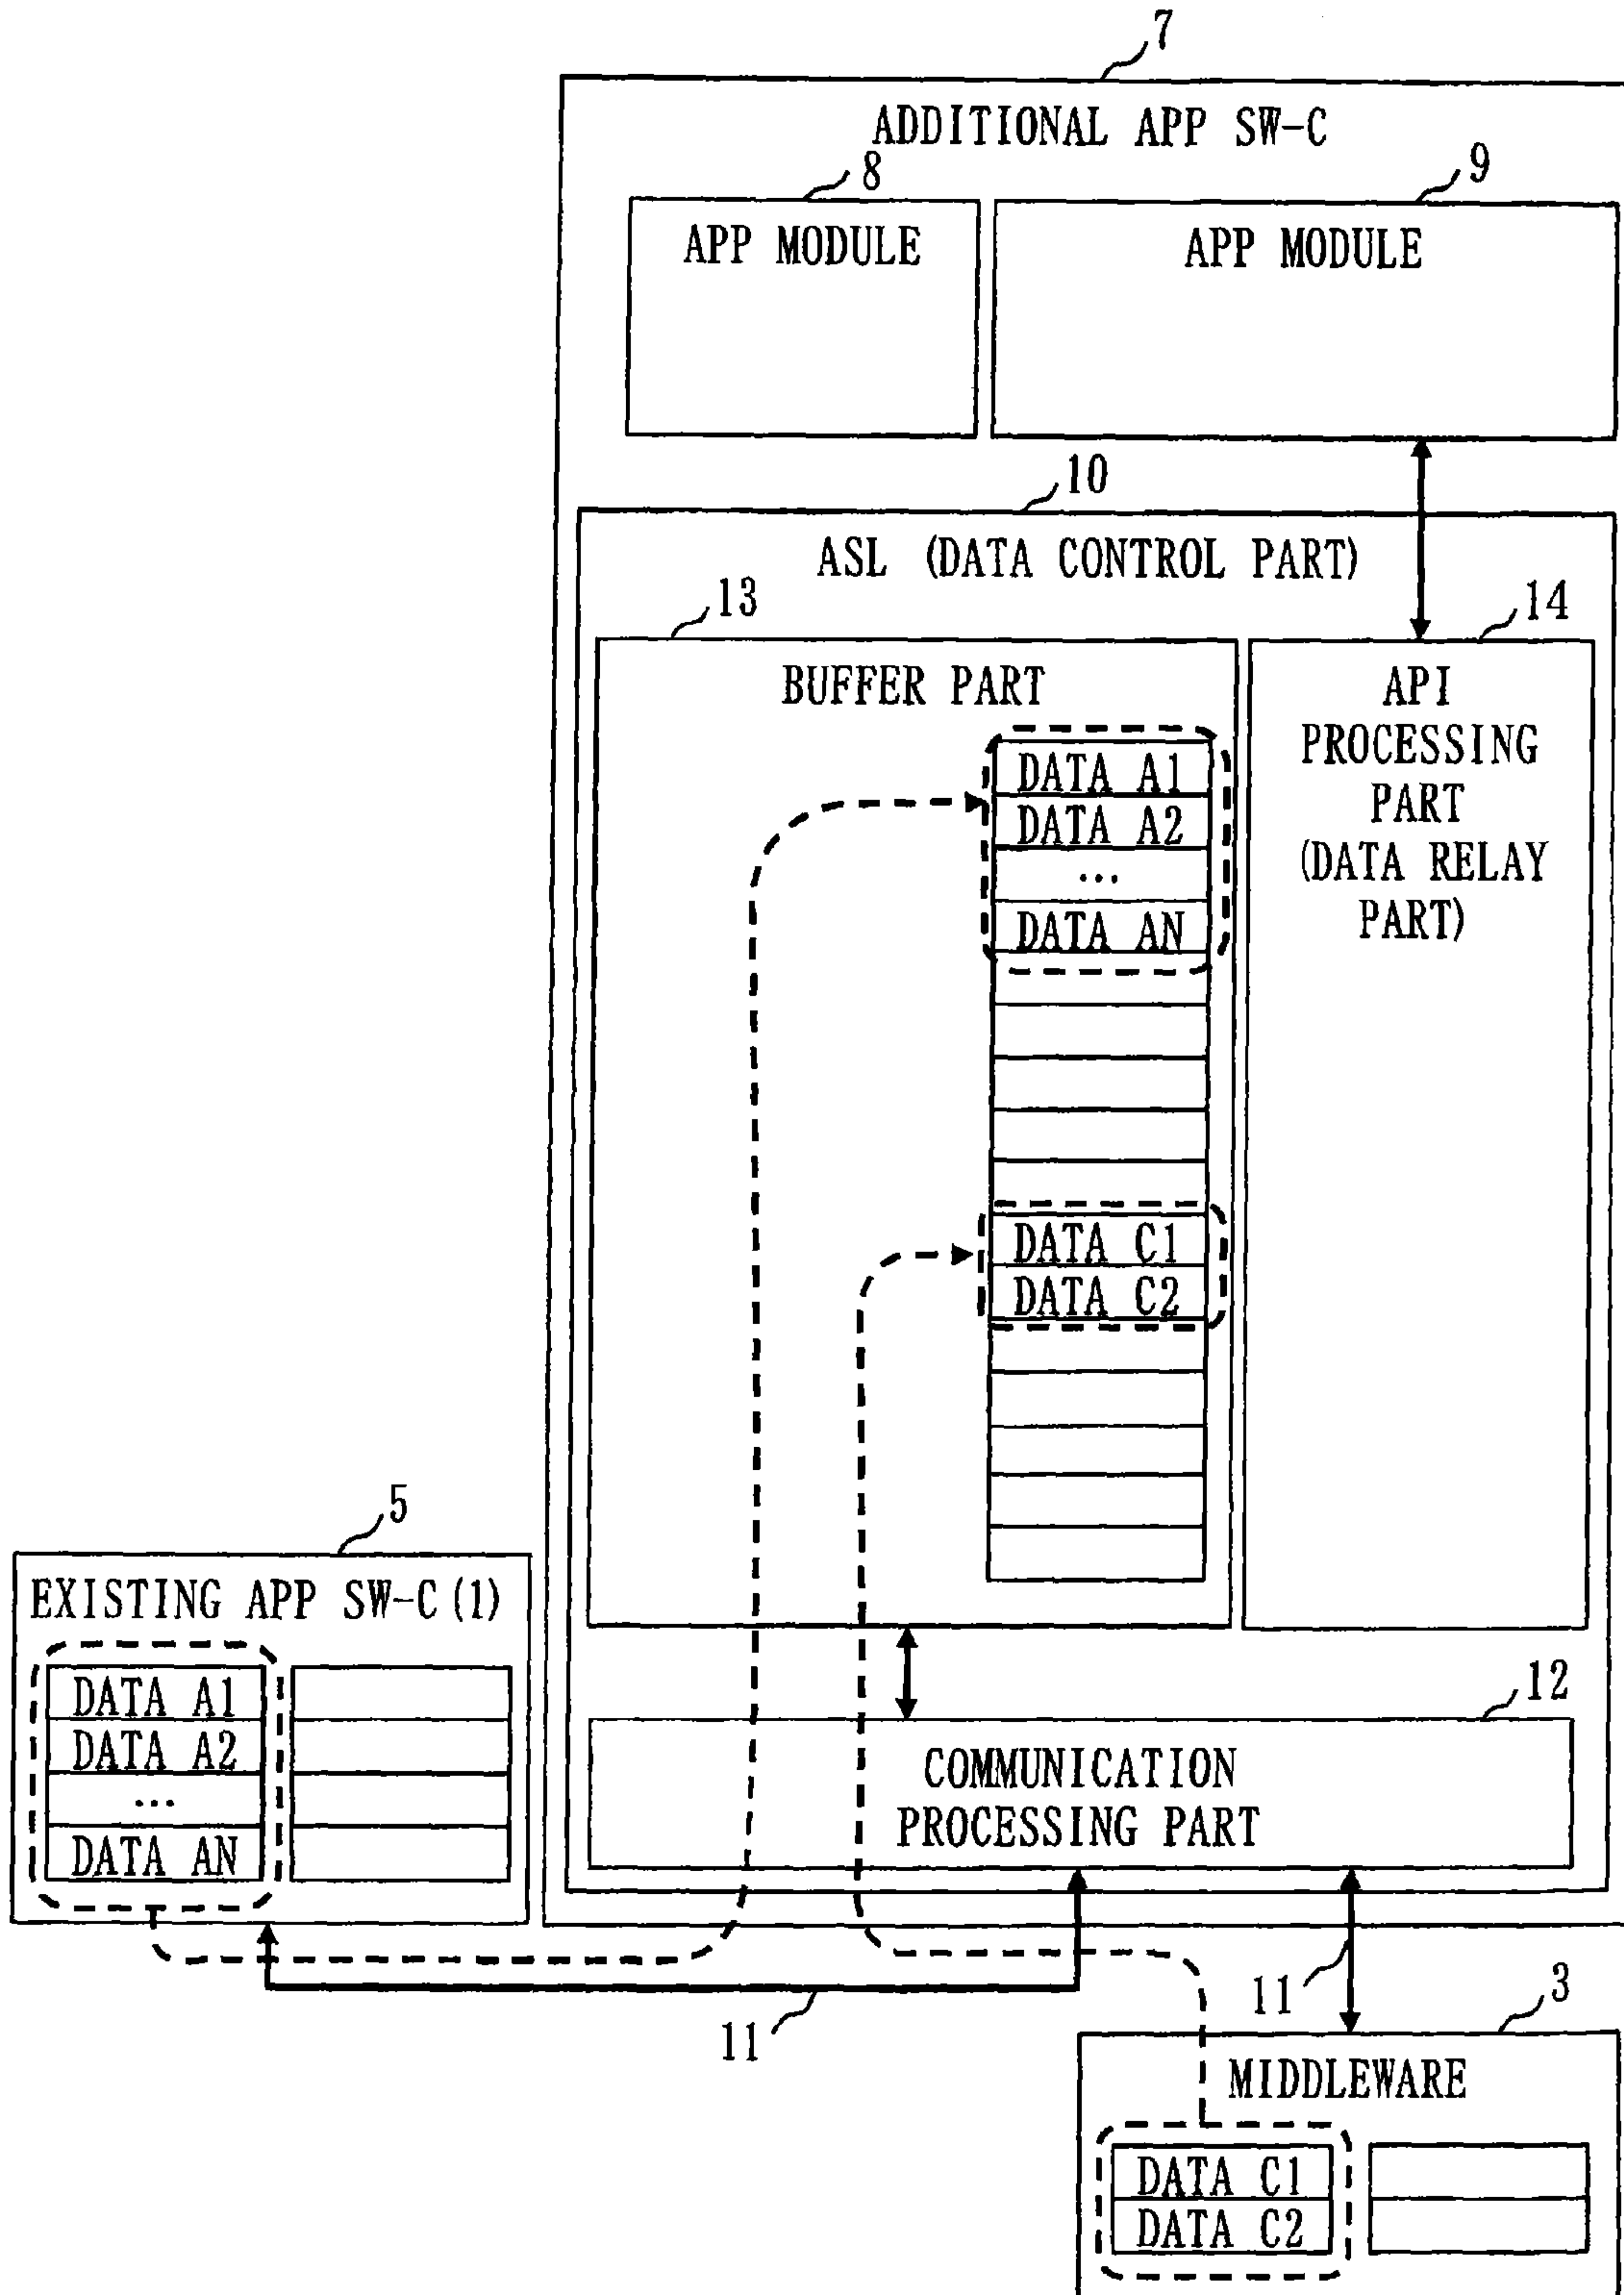 7
ADDITIONAL APP SW-C
8
9
APP MODULE
APP MODULE
10
ASL (DATA CONTROL PART)
13
14
BUFFER PART
API
PROCESSING
PART
(DATA RELAY
PART)
DATA A1
DATA A2
...
DATA AN
DATA C1
DATA C2
5
EXISTING APP SW-C(1)
DATA A1
DATA A2
...
DATA AN
12
COMMUNICATION
PROCESSING PART
11
11
3
MIDDLEWARE
DATA C1
DATA C2